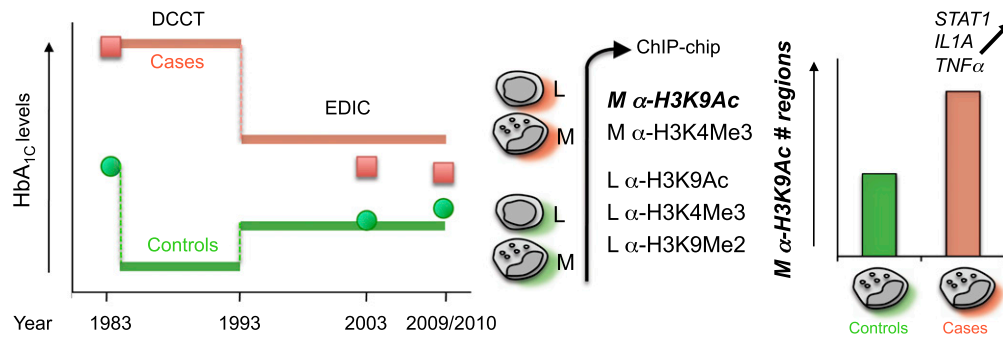 DCCT
Cases
EDIC
Controls
HbA1C levels
Year
1983
1993
2003
2009/2010
L
M
L
M
ChIP-chip
M α-H3K9Ac
M α-H3K4Me3
L α-H3K9Ac
L α-H3K4Me3
L α-H3K9Me2
STAT1
IL1A
TNFα
M α-H3K9Ac # regions
Controls
Cases